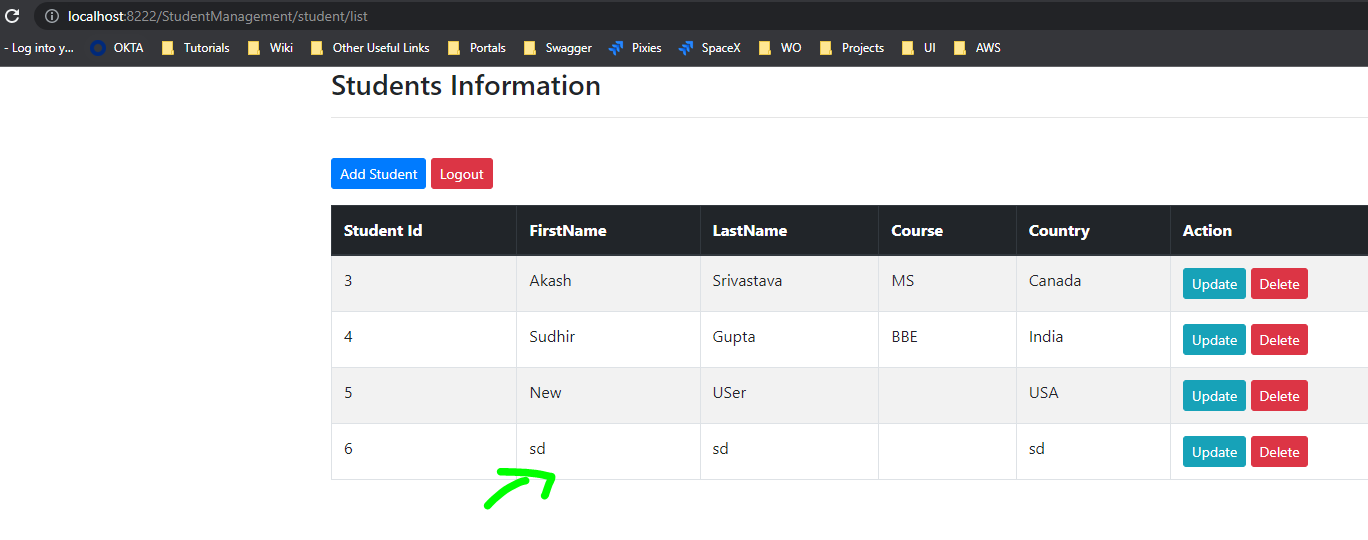 localhost:8222/StudentManagement/student/list
- Log into y... OKTA Tutorials Wiki Other Useful Links Portals Swagger Pixies SpaceX WO Projects UI AWS
Students Information
Add Student Logout
Student Id FirstName LastName Course Country Action
3 Akash Srivastava MS Canada Update Delete
4 Sudhir Gupta BBE India Update Delete
5 New USer USA Update Delete
6 sd sd sd Update Delete